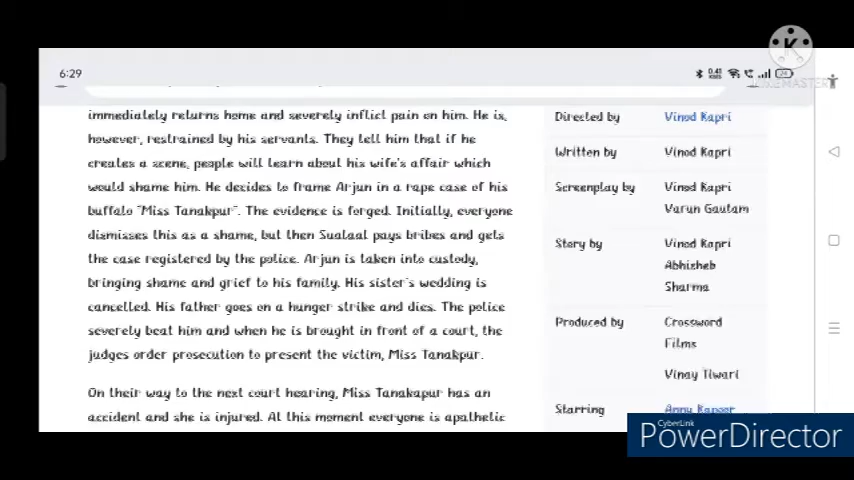 6:29
immediately returns home and severely inflict pain on him. He is,
however, restrained by his servants. They tell him that if he
creates a scene, people will learn about his wife's affair which
would shame him. He decides to frame Arjun in a rape case of his
buffalo "Miss Tanakpur". The evidence is forged. Initially, everyone
dismisses this as a shame, but then Sualaal pays bribes and gets
the case registered by the police. Arjun is taken into custody,
bringing shame and grief to his family. His sister's wedding is
cancelled. His father goes on a hunger strike and dies. The police
severely beat him and when he is brought in front of a court, the
judges order prosecution to present the victim, Miss Tanakpur.
On their way to the next court hearing, Miss Tanakapur has an
accident and she is injured. At this moment everyone is apathetic
Directed by Vinod Kapri
Written by Vinod Kapri
Screenplay by Vinod Kapri
Varun Gautam
Story by Vinod Kapri
Abhisheb
Sharma
Produced by Crossword
Films
Vinay Tiwari
Starring Annu Kapoor
K
CyberLink
PowerDirector